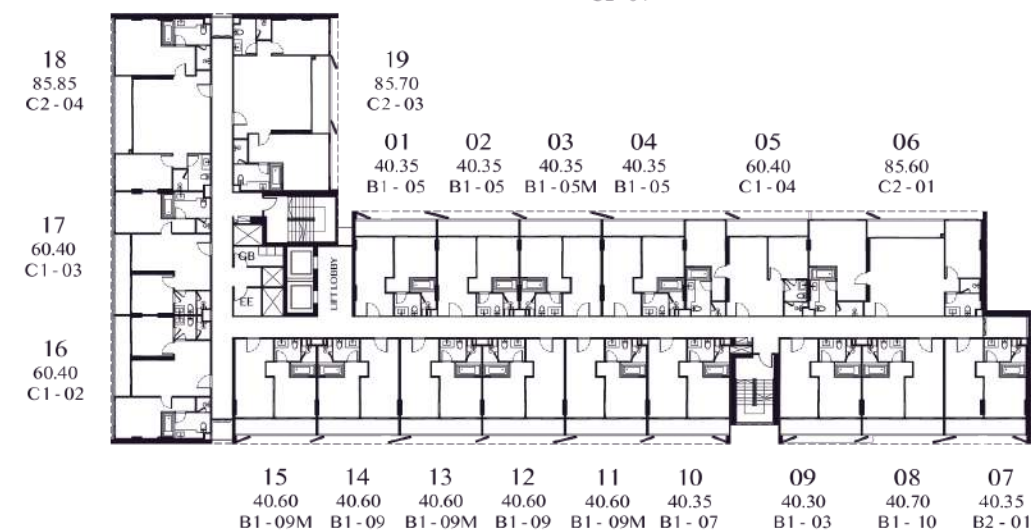 18
85.85
C2 - 04
19
85.70
C2 - 03
01
40.35
B1 - 05
02
40.35
B1 - 05
03
40.35
B1 - 05M
04
40.35
B1 - 05
05
60.40
C1 - 04
06
85.60
C2 - 01
17
60.40
C1 - 03
GB
EE
LIFT LOBBY
16
60.40
C1 - 02
15
40.60
B1 - 09M
14
40.60
B1 - 09
13
40.60
B1 - 09M
12
40.60
B1 - 09
11
40.60
B1 - 09M
10
40.35
B1 - 07
09
40.30
B1 - 03
08
40.70
B1 - 10
07
40.35
B2 - 01